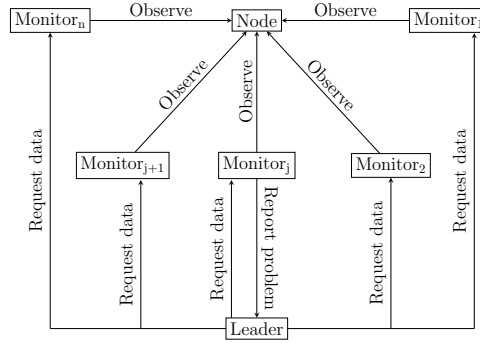 Monitorₙ
Observe
Node
Observe
Monitor₁
Observe
Observe
Observe
Monitorⱼ₊₁
Monitorⱼ
Monitor₂
Request data
Request data
Request data
Report problem
Request data
Request data
Leader